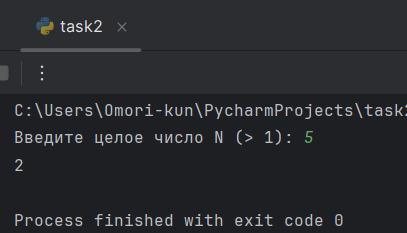 task2
C:\Users\Omori-kun\PycharmProjects\task2
Введите целое число N (> 1): 5
2
Process finished with exit code 0